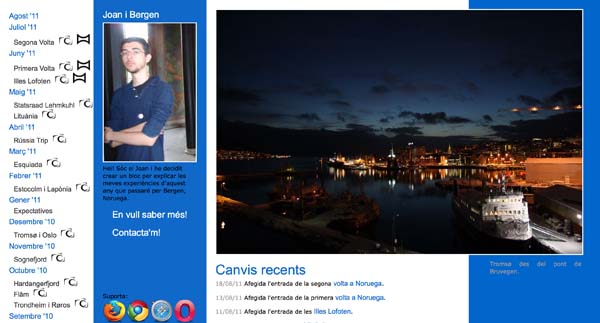 Agost '11
Juliol '11
Segona Volta
Juny '11
Primera Volta
Illes Lofoten
Maig '11
Statsraad Lehmkuhl
Lituània
Abril '11
Rússia Trip
Març '11
Esquiada
Febrer '11
Estocolm i Lapònia
Gener '11
Expectatives
Desembre '10
Tromsø i Oslo
Novembre '10
Sognefjord
Octubre '10
Hardangerfjord
Flåm
Trondheim i Røros
Setembre '10
Joan i Bergen
Hei! Sóc el Joan i he decidit
crear un bloc per explicar les
meves experiències d'aquest
any que passaré per Bergen,
Noruega.
En vull saber més!
Contacta'm!
Suporta:
Tromsø des del pont de
Bruvegen.
Canvis recents
18/08/11 Afegida l'entrada de la segona volta a Noruega.
13/08/11 Afegida l'entrada de la primera volta a Noruega.
11/08/11 Afegida l'entrada de les Illes Lofoten.